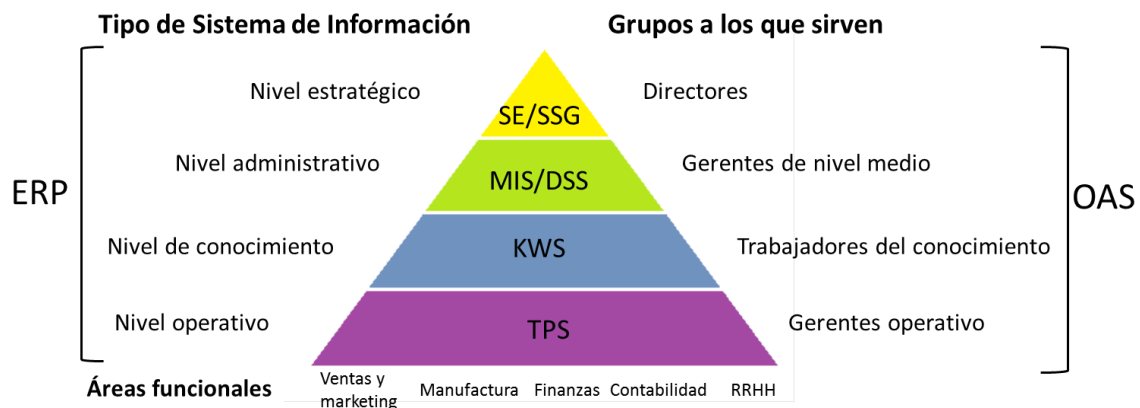 Tipo de Sistema de Información
Grupos a los que sirven
Nivel estratégico
SE/SSG
Directores
Nivel administrativo
MIS/DSS
Gerentes de nivel medio
ERP
OAS
Nivel de conocimiento
KWS
Trabajadores del conocimiento
Nivel operativo
TPS
Gerentes operativo
Áreas funcionales
Ventas y
marketing
Manufactura
Finanzas
Contabilidad
RRHH